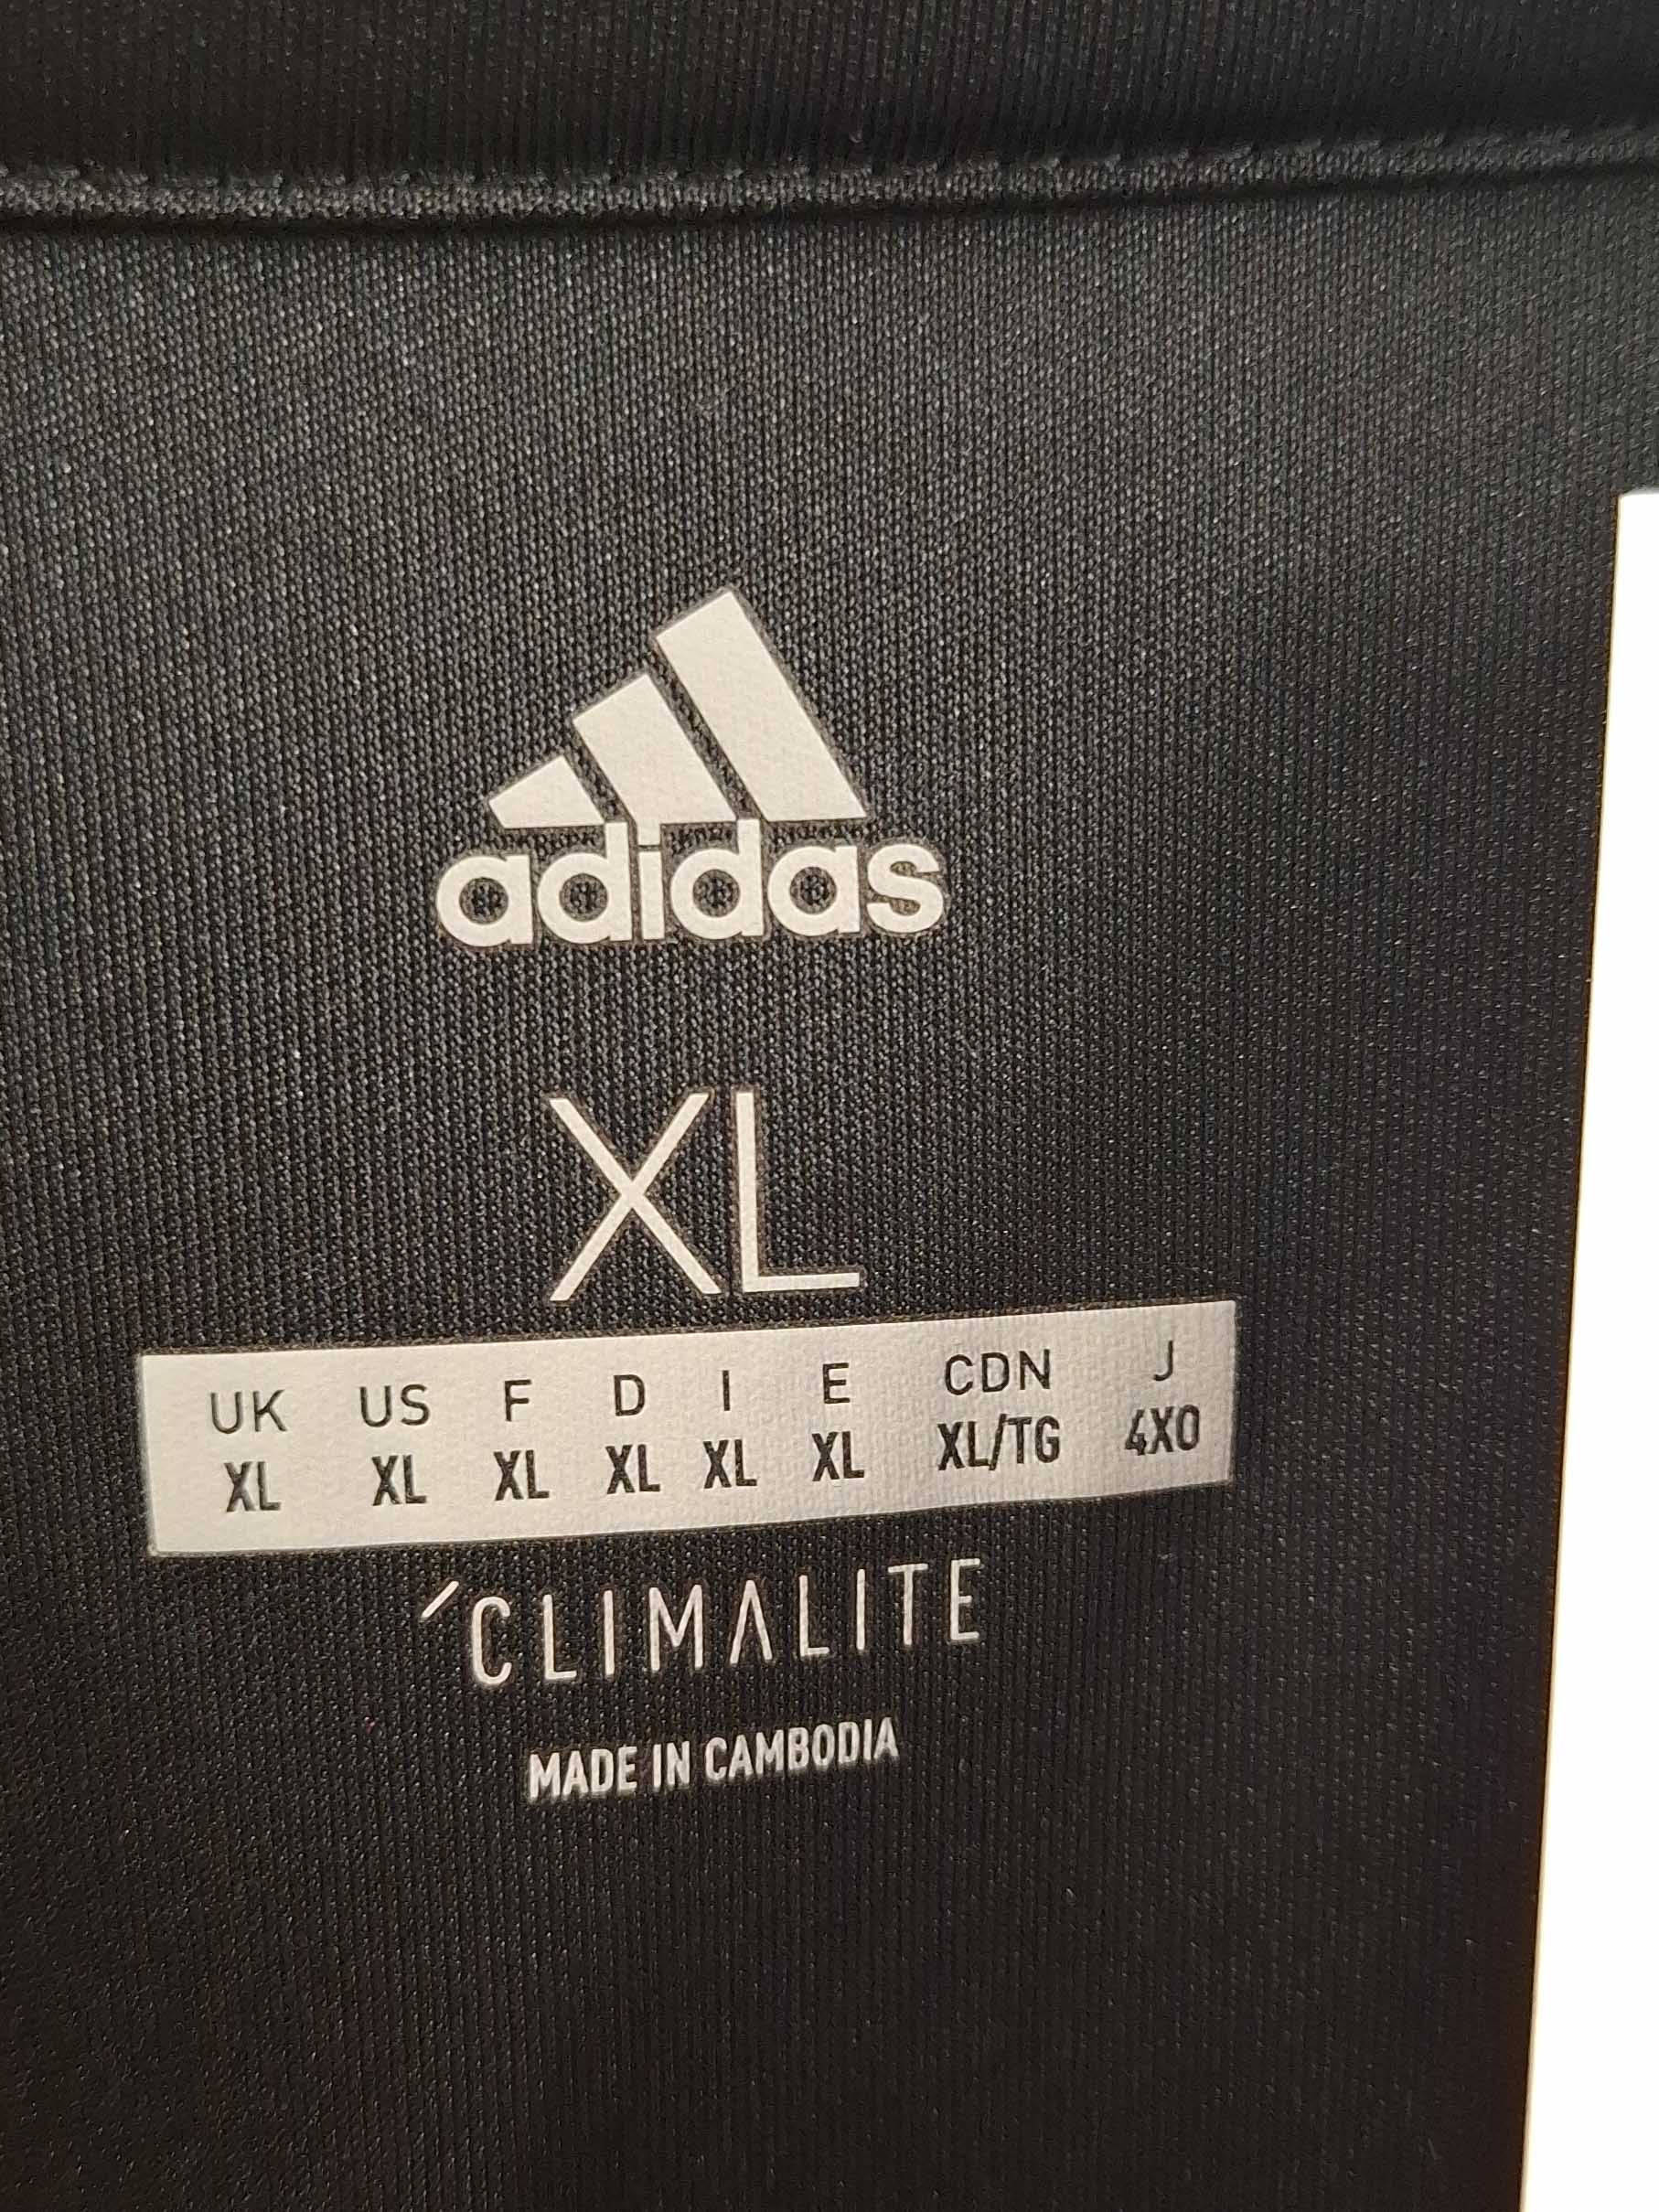 adidas
XL
UK US F D I E CDN J
XL XL XL XL XL XL XL/TG 4XO
´CLIMALITE
MADE IN CAMBODIA